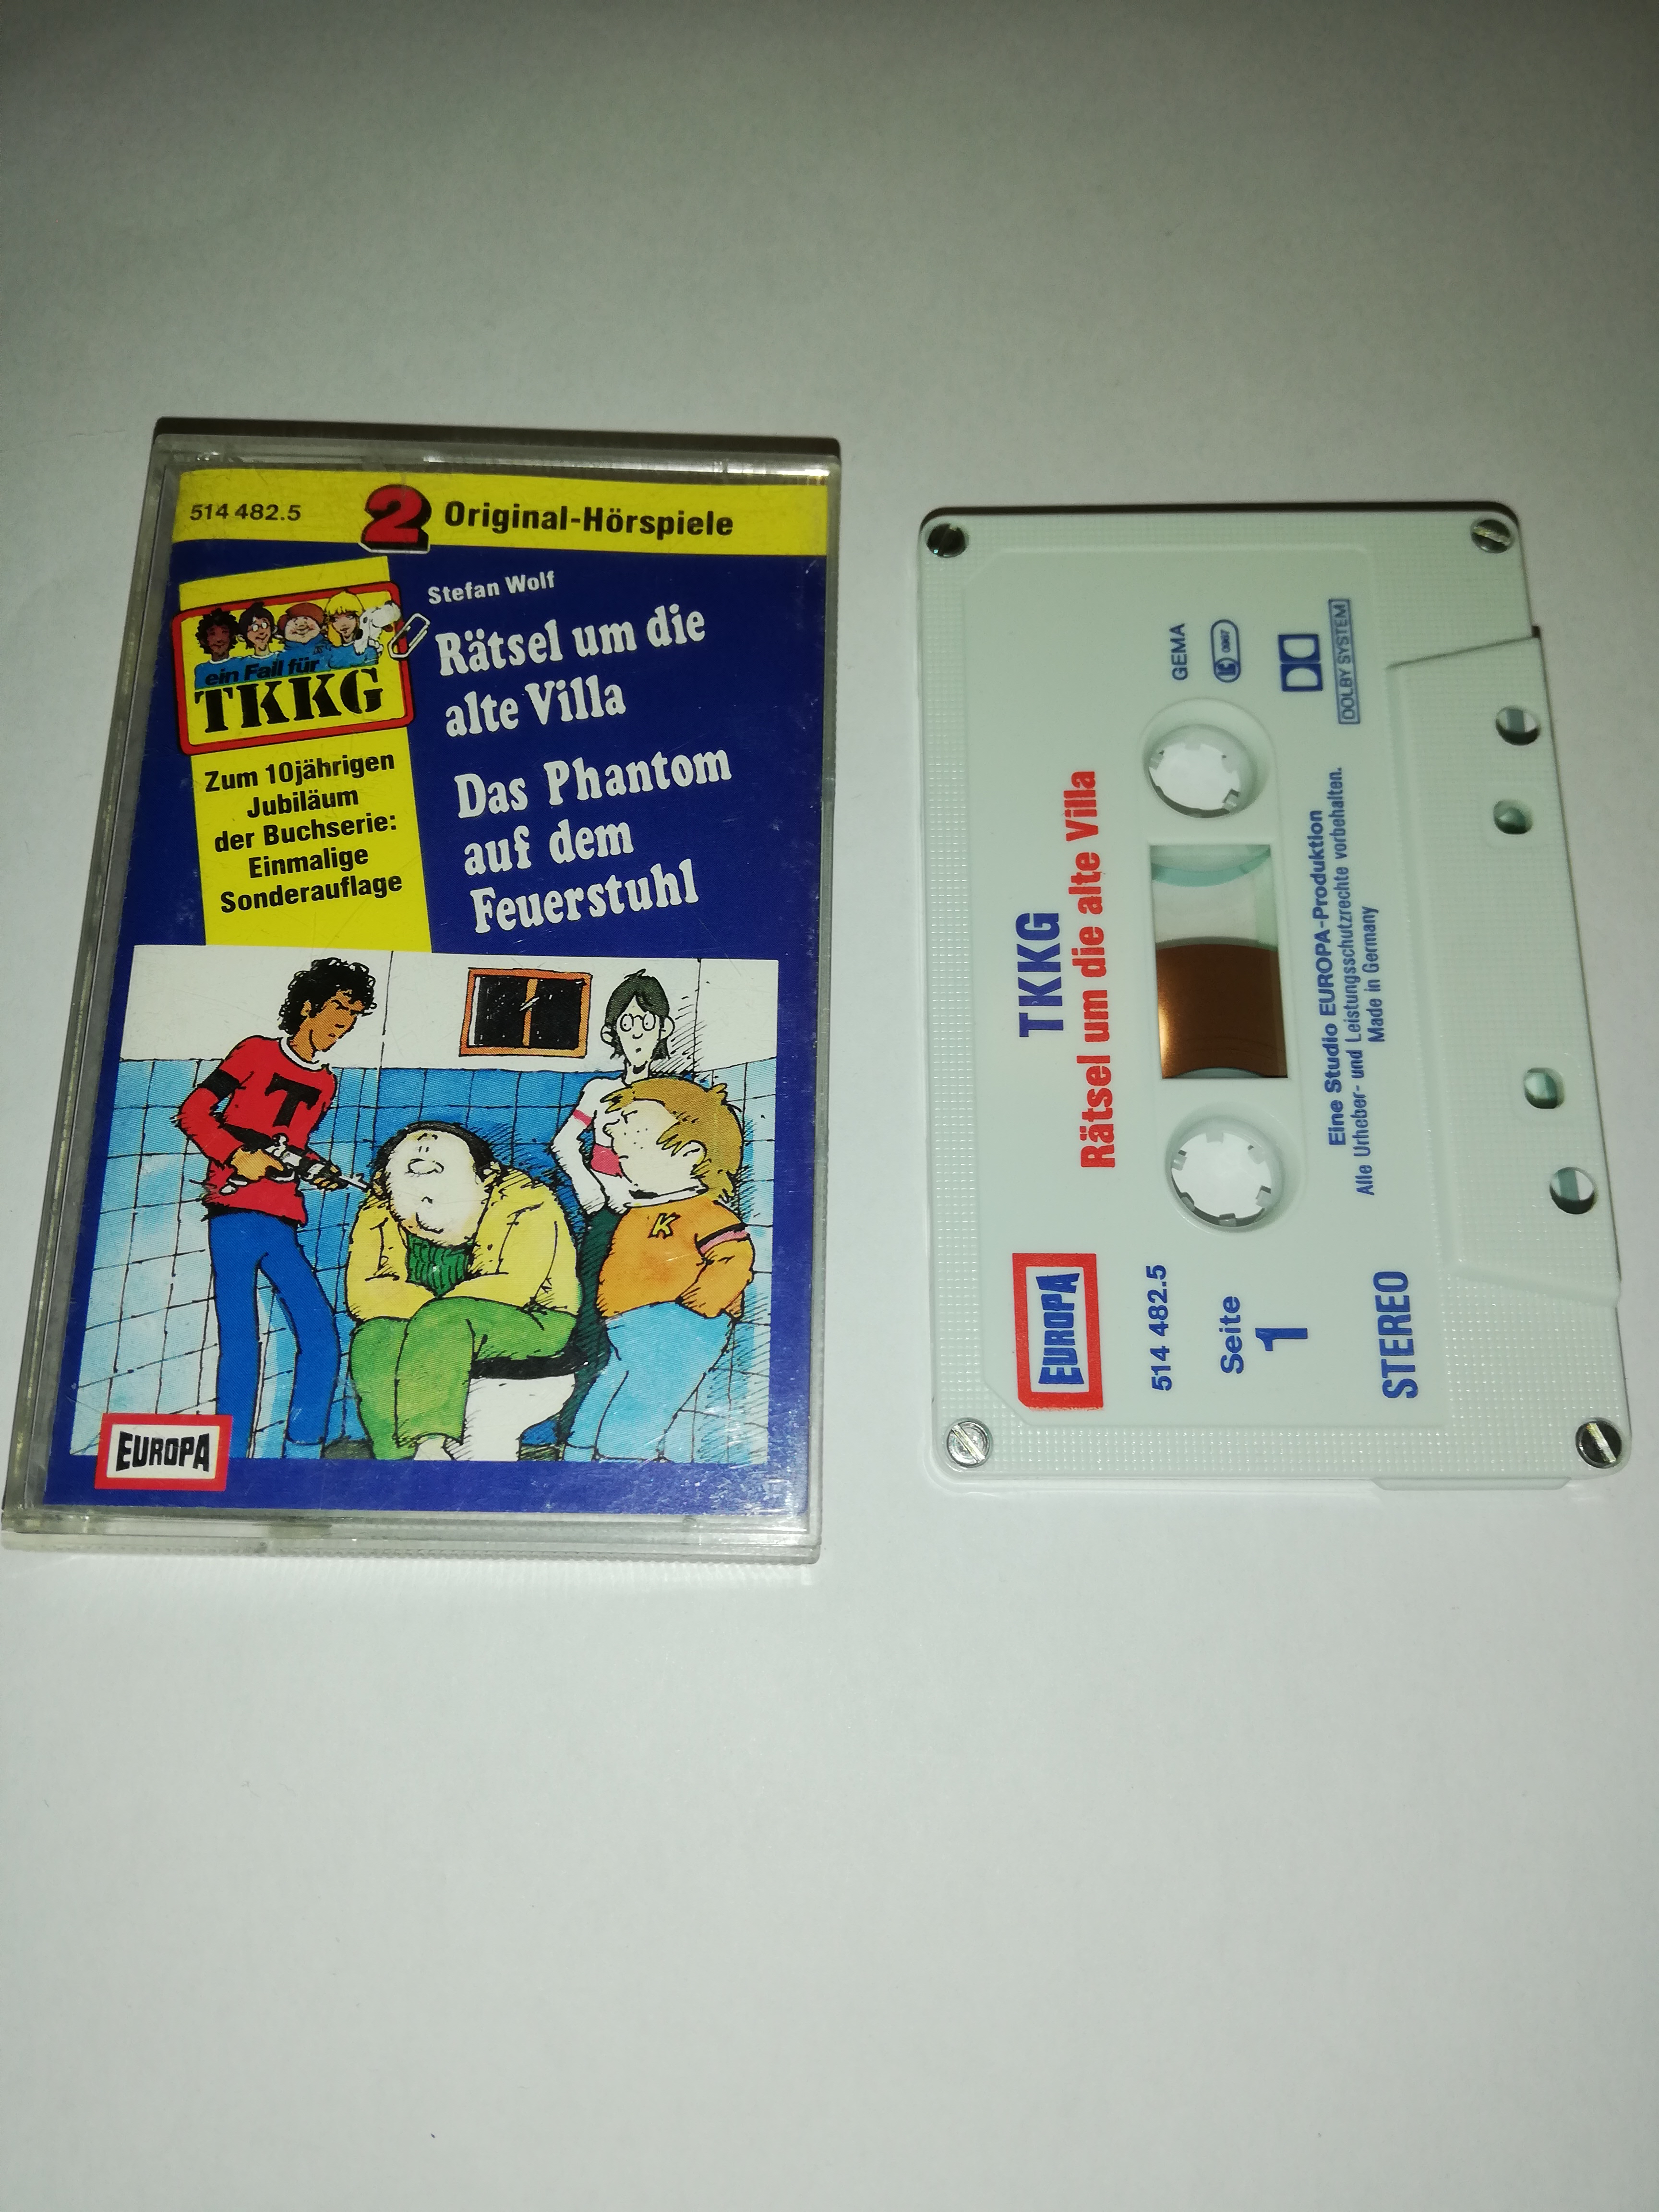 514 482.5
2 Original-Hörspiele
Stefan Wolf
Rätsel um die
alte Villa
Das Phantom
auf dem
Feuerstuhl
ein Fall für
TKKG
Zum 10jährigen
Jubiläum
der Buchserie:
Einmalige
Sonderauflage
T
K
EUROPA
TKKG
Rätsel um die alte Villa
EUROPA
514 482.5
Seite
1
STEREO
GEMA
LC 0967
DOLBY SYSTEM
Eine Studio EUROPA-Produktion
Alle Urheber- und Leistungsschutzrechte vorbehalten.
Made in Germany